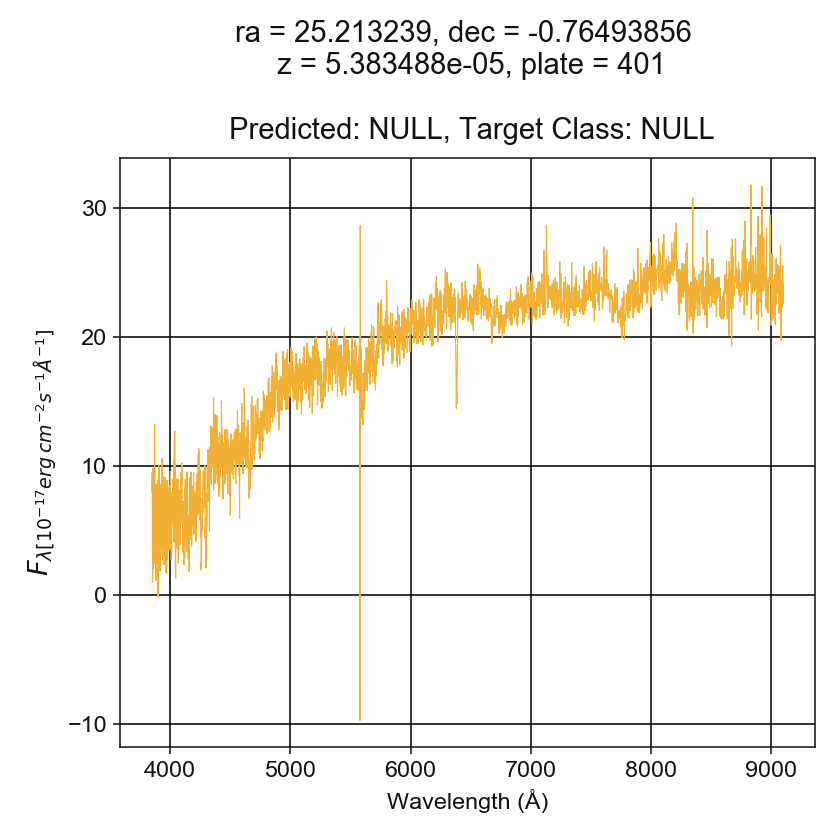 ra = 25.213239, dec = -0.76493856
z = 5.383488e-05, plate = 401
Predicted: NULL, Target Class: NULL
30
20
10
0
−10
F_{λ[10^{−17} erg cm^{−2} s^{−1} Å^{−1}]}
4000 5000 6000 7000 8000 9000
Wavelength (Å)